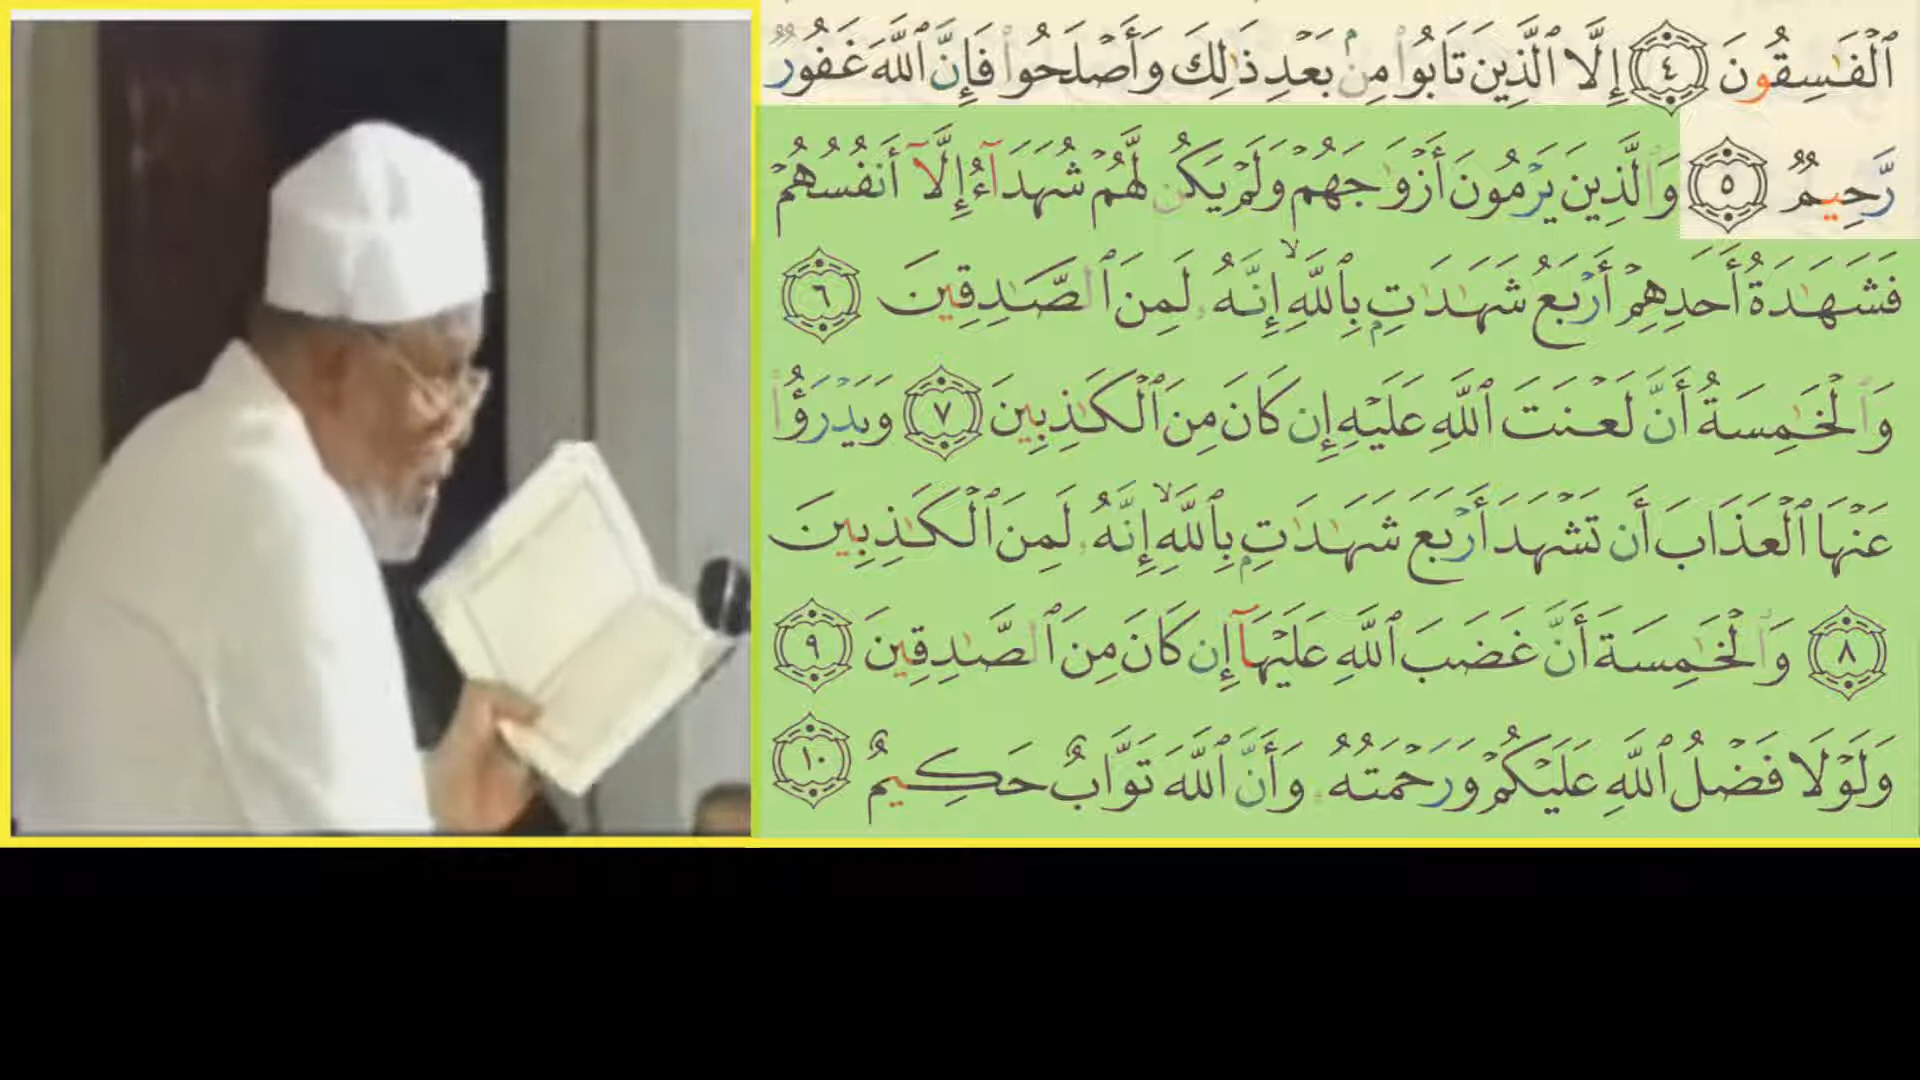 ٱلْفَـٰسِقُونَ ٤ إِلَّا ٱلَّذِينَ تَابُوا۟ مِنۢ بَعْدِ ذَٰلِكَ وَأَصْلَحُوا۟ فَإِنَّ ٱللَّهَ غَفُورٌ
رَّحِيمٌ ٥ وَٱلَّذِينَ يَرْمُونَ أَزْوَٰجَهُمْ وَلَمْ يَكُن لَّهُمْ شُهَدَآءُ إِلَّآ أَنفُسُهُمْ
فَشَهَـٰدَةُ أَحَدِهِمْ أَرْبَعُ شَهَـٰدَٰتٍۭ بِٱللَّهِ ۙ إِنَّهُۥ لَمِنَ ٱلصَّـٰدِقِينَ ٦
وَٱلْخَـٰمِسَةُ أَنَّ لَعْنَتَ ٱللَّهِ عَلَيْهِ إِن كَانَ مِنَ ٱلْكَـٰذِبِينَ ٧ وَيَدْرَؤُا۟
عَنْهَا ٱلْعَذَابَ أَن تَشْهَدَ أَرْبَعَ شَهَـٰدَٰتٍۭ بِٱللَّهِ ۙ إِنَّهُۥ لَمِنَ ٱلْكَـٰذِبِينَ
٨ وَٱلْخَـٰمِسَةَ أَنَّ غَضَبَ ٱللَّهِ عَلَيْهَآ إِن كَانَ مِنَ ٱلصَّـٰدِقِينَ ٩
وَلَوْلَا فَضْلُ ٱللَّهِ عَلَيْكُمْ وَرَحْمَتُهُۥ وَأَنَّ ٱللَّهَ تَوَّابٌ حَكِيمٌ ١٠